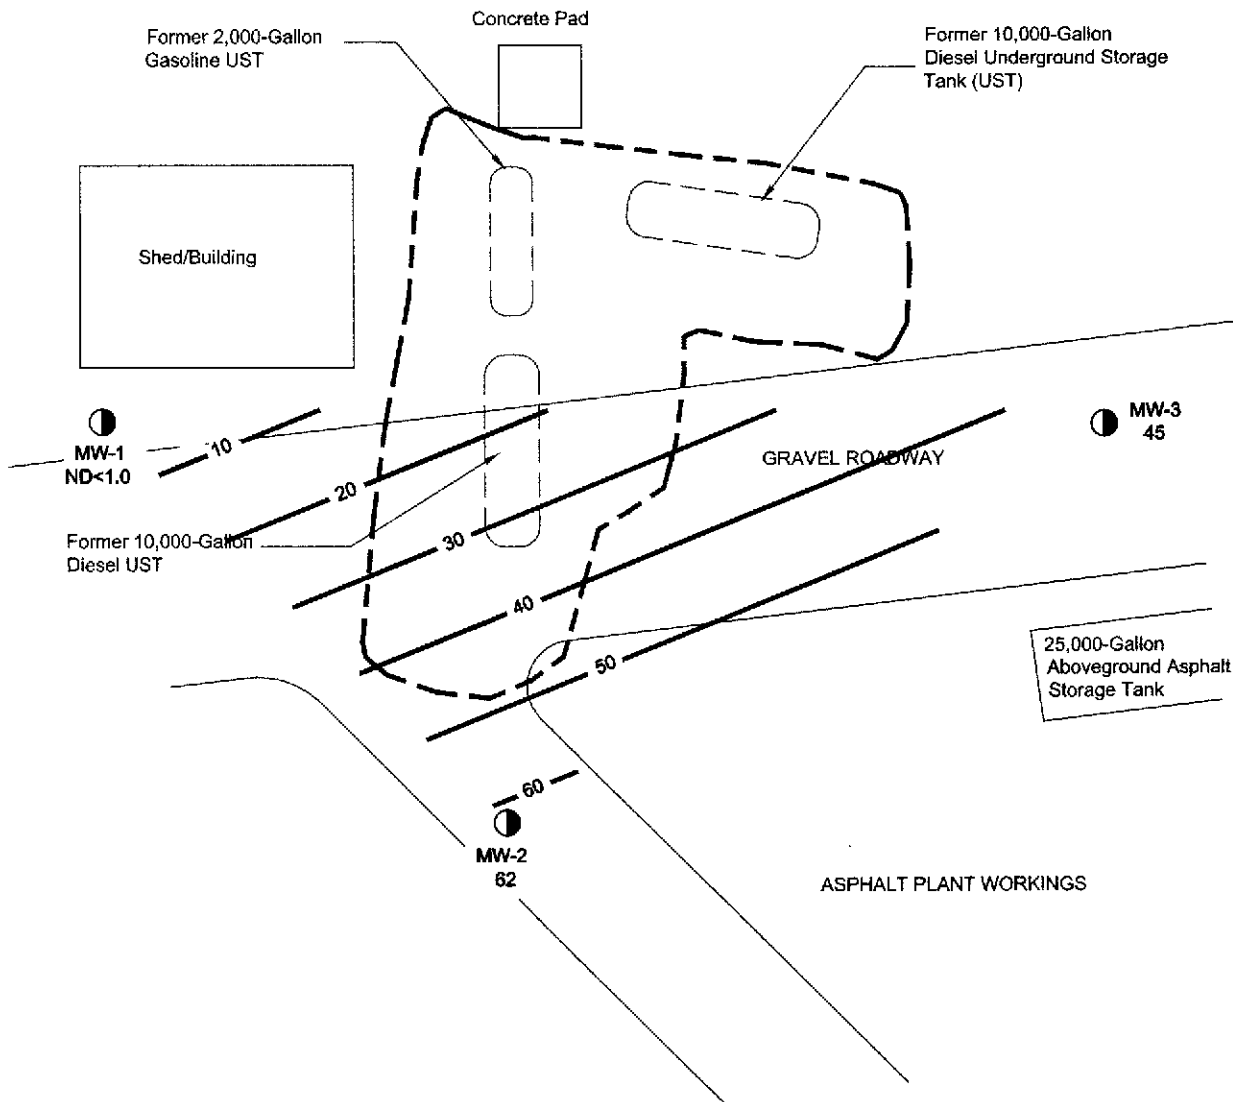 Concrete Pad
Former 2,000-Gallon
Gasoline UST
Former 10,000-Gallon
Diesel Underground Storage
Tank (UST)
Shed/Building
MW-1
ND<1.0
10
20
30
40
50
60
GRAVEL ROADWAY
MW-3
45
Former 10,000-Gallon
Diesel UST
25,000-Gallon
Aboveground Asphalt
Storage Tank
MW-2
62
ASPHALT PLANT WORKINGS